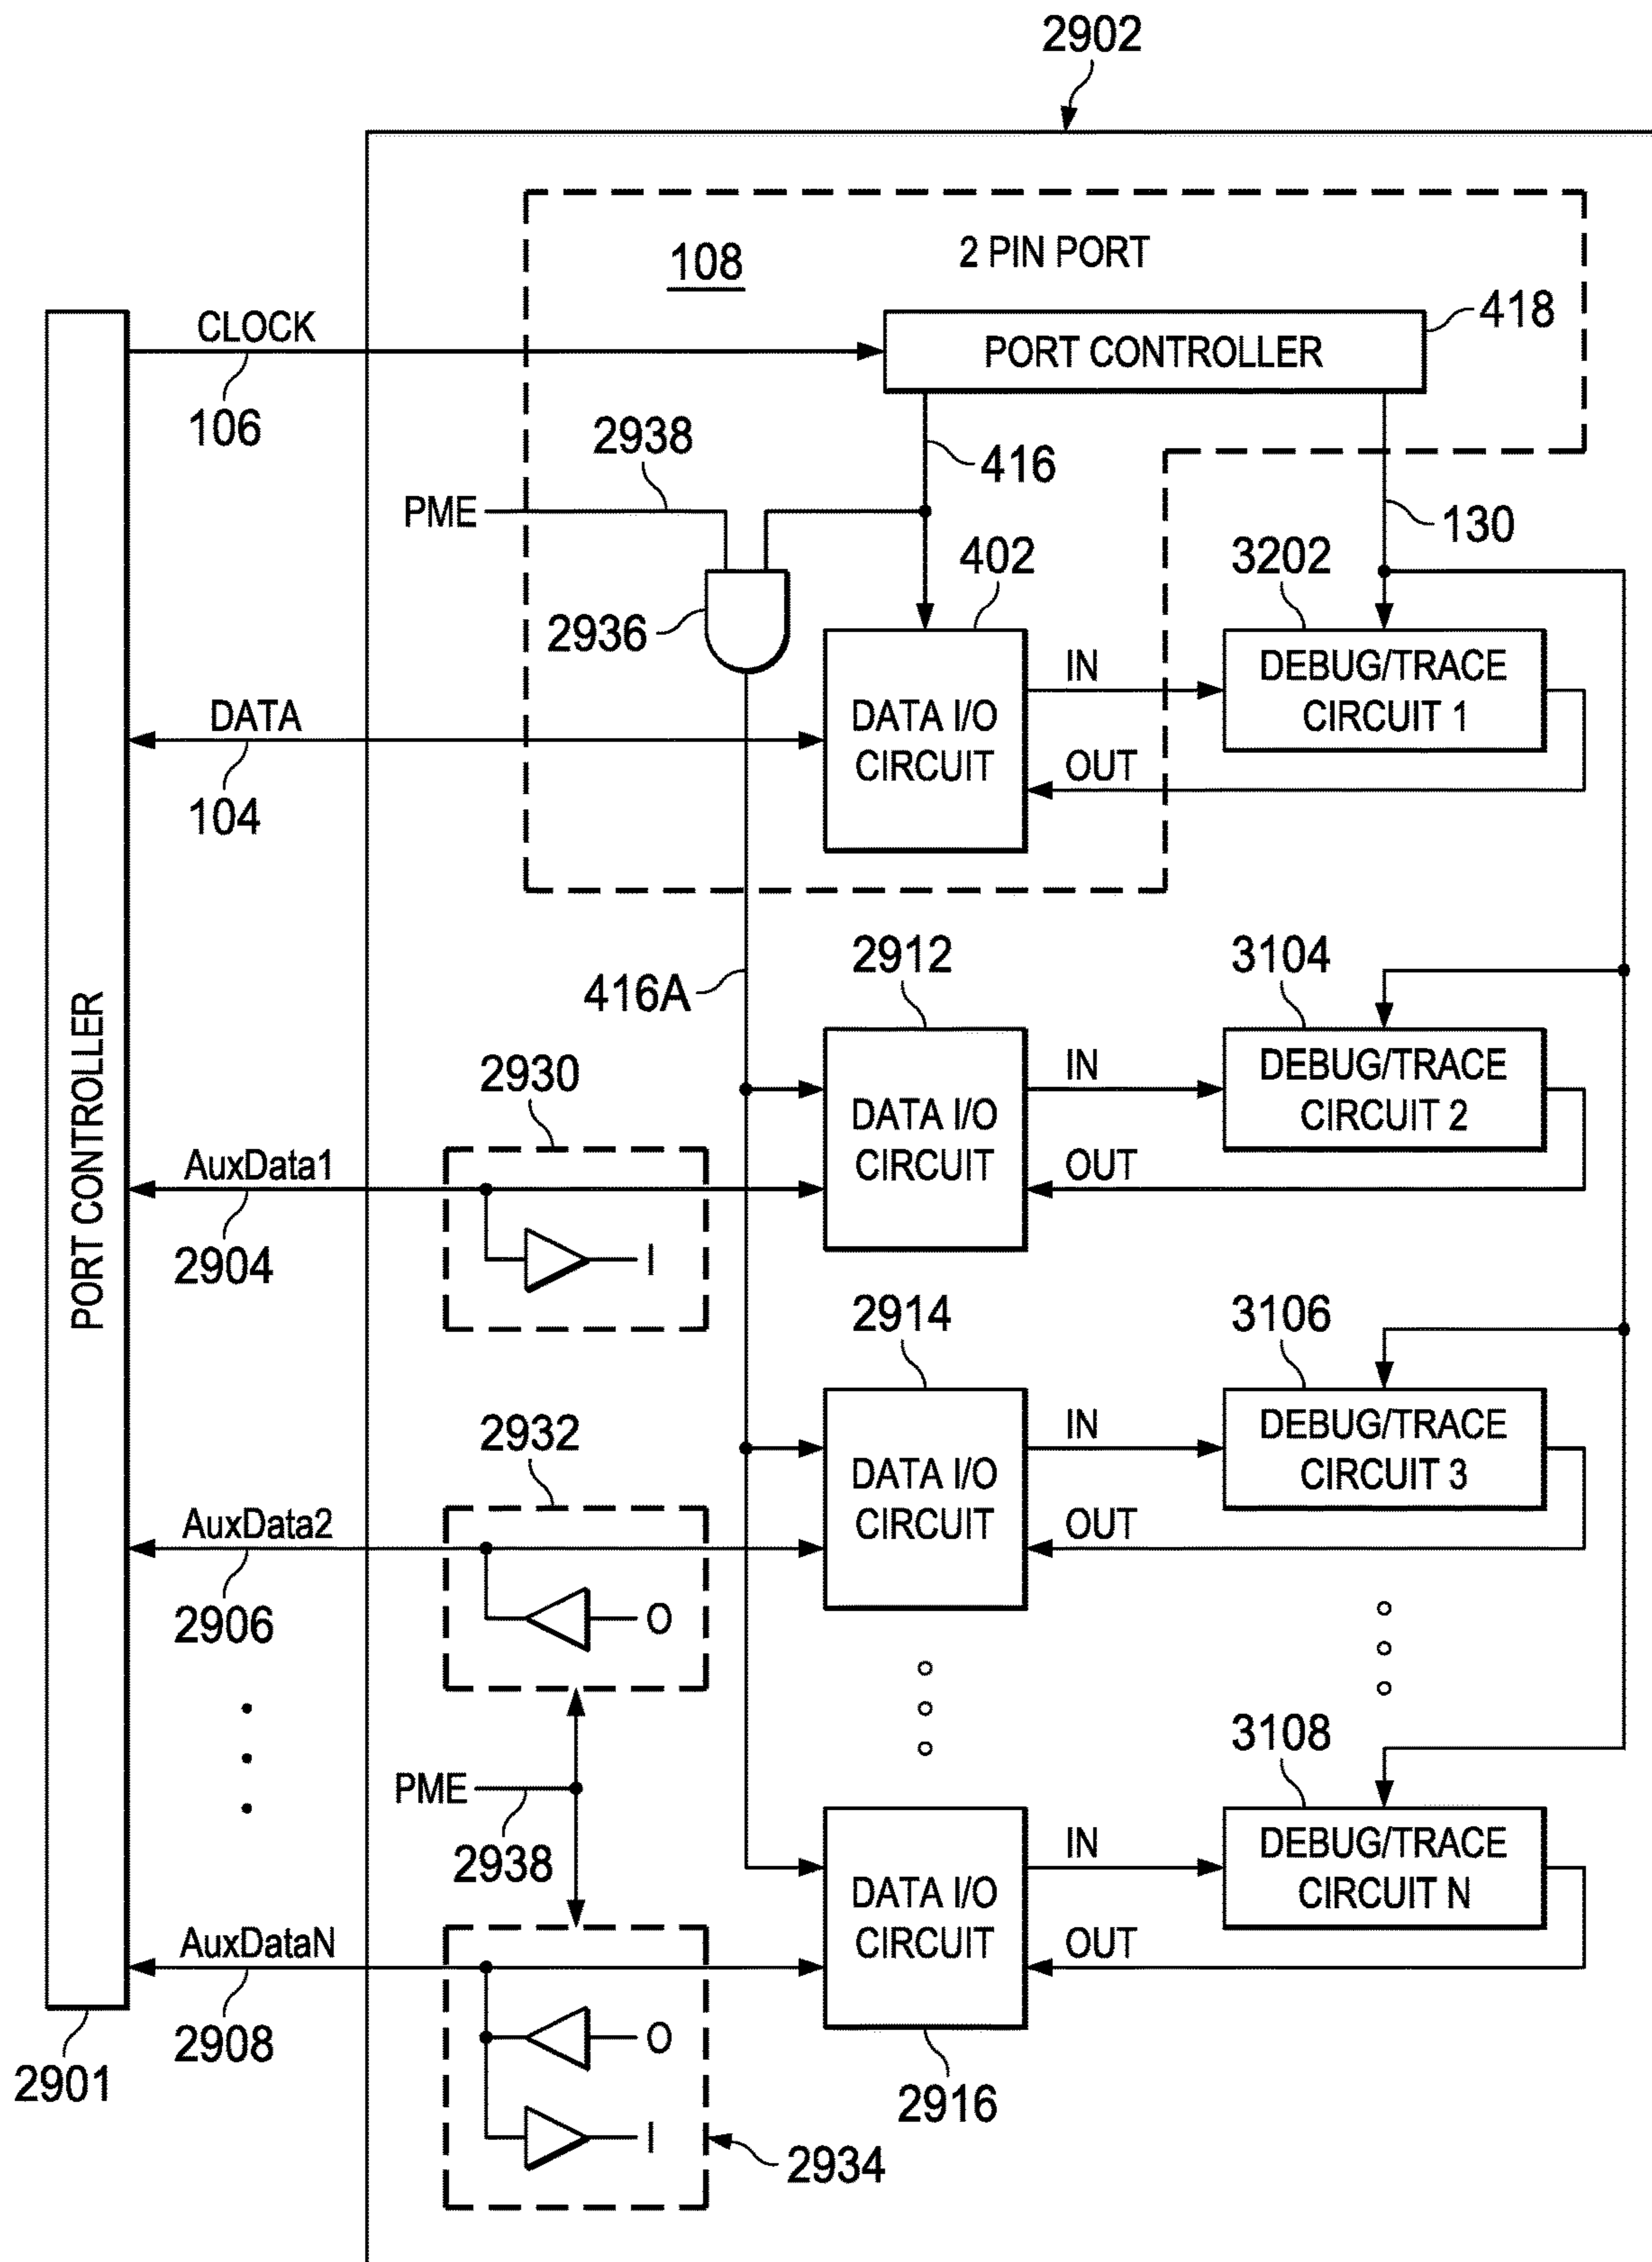 2902
108
2 PIN PORT
CLOCK
106
PORT CONTROLLER
418
2938
416
PME
130
402
3202
2936
DATA
104
DATA I/O
CIRCUIT
IN
OUT
DEBUG/TRACE
CIRCUIT 1
PORT CONTROLLER
416A
2912
3104
2930
DATA I/O
CIRCUIT
IN
OUT
DEBUG/TRACE
CIRCUIT 2
AuxData1
2904
I
2914
3106
2932
DATA I/O
CIRCUIT
IN
OUT
DEBUG/TRACE
CIRCUIT 3
AuxData2
2906
O
3108
PME
2938
DATA I/O
CIRCUIT
IN
OUT
DEBUG/TRACE
CIRCUIT N
AuxDataN
2908
O
2901
2916
I
2934